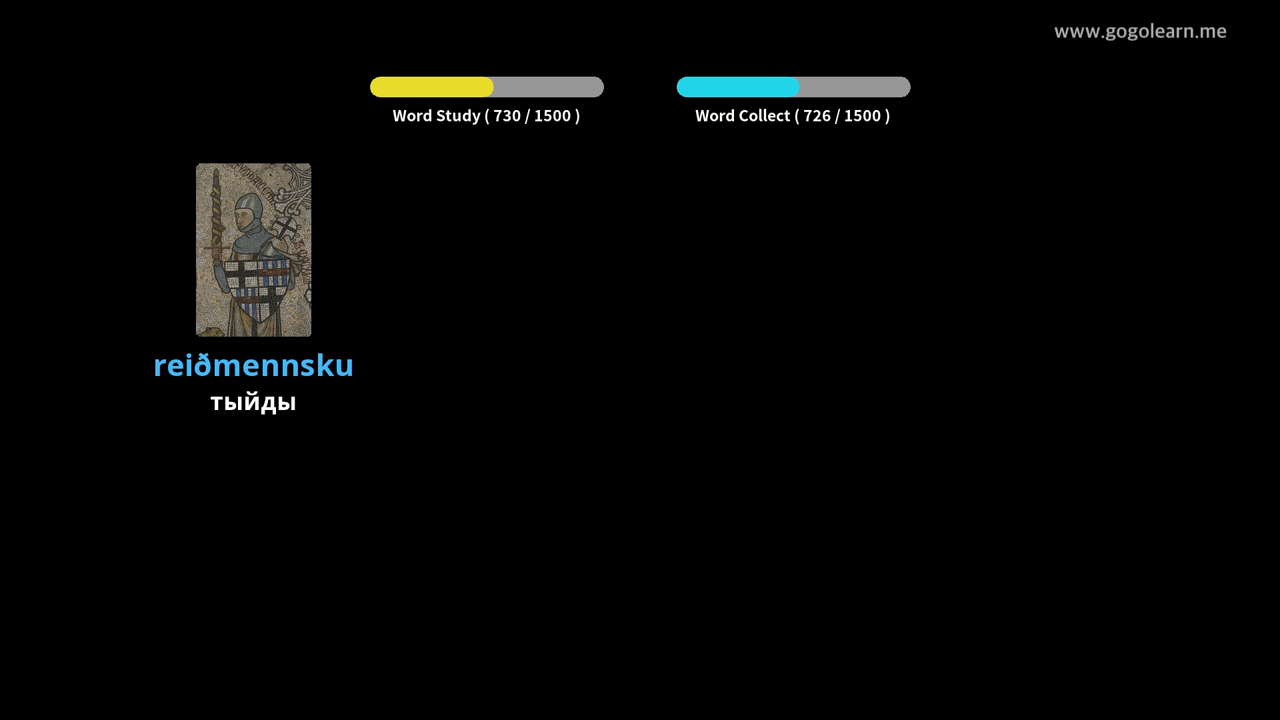 www.gogolearn.me
Word Study ( 730 / 1500 )
Word Collect ( 726 / 1500 )
reiðmennsku
тыйды